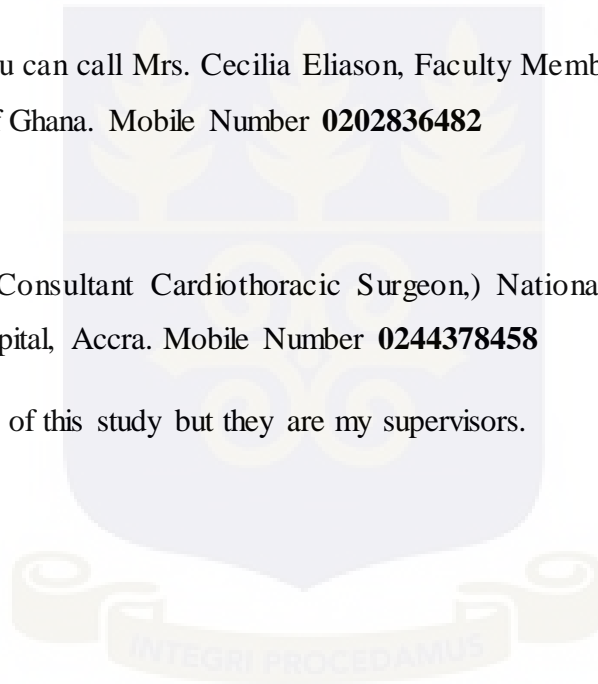 u can call Mrs. Cecilia Eliason, Faculty Memb
Ghana. Mobile Number 0202836482
Consultant Cardiothoracic Surgeon,) Nationa
pital, Accra. Mobile Number 0244378458
of this study but they are my supervisors.
INTEGRI PROCEDAMUS